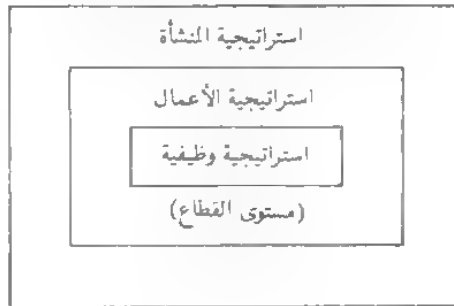 استراتيجية المنشأة
استراتيجية الأعمال
استراتيجية وظيفية
(مستوى القطاع)